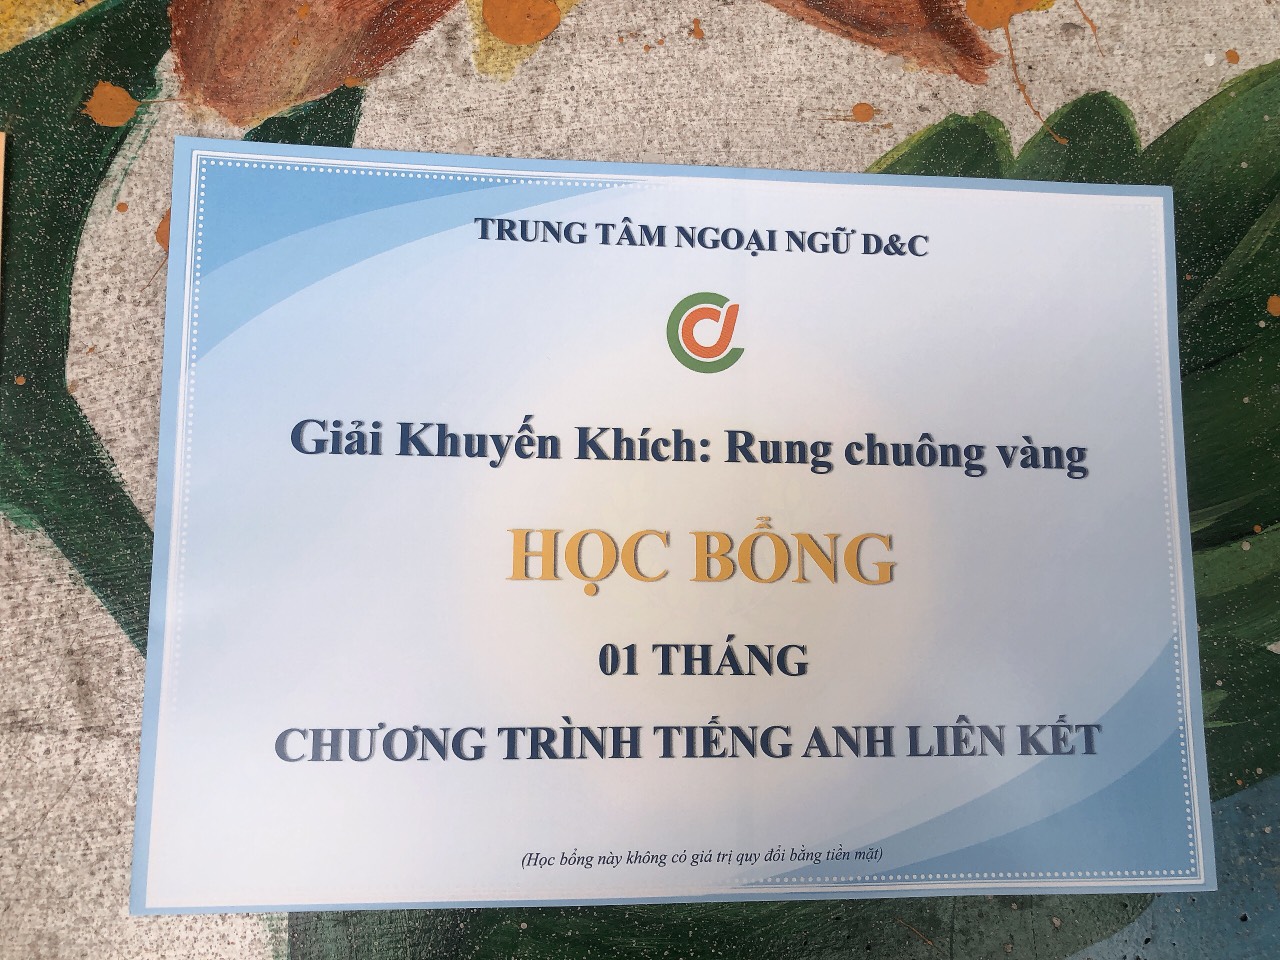 TRUNG TÂM NGOẠI NGỮ D&C
Giải Khuyến Khích: Rung chuông vàng
HỌC BỔNG
01 THÁNG
CHƯƠNG TRÌNH TIẾNG ANH LIÊN KẾT
(Học bổng này không có giá trị quy đổi bằng tiền mặt)